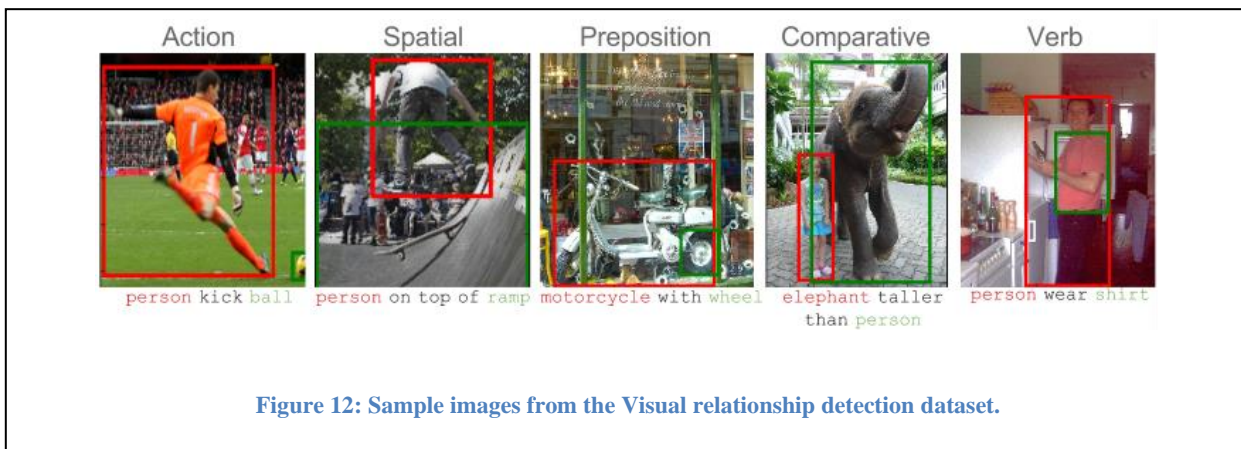 Action Spatial Preposition Comparative Verb
1
person kick ball
person on top of ramp
motorcycle with wheel
elephant taller
than person
person wear shirt
Figure 12: Sample images from the Visual relationship detection dataset.